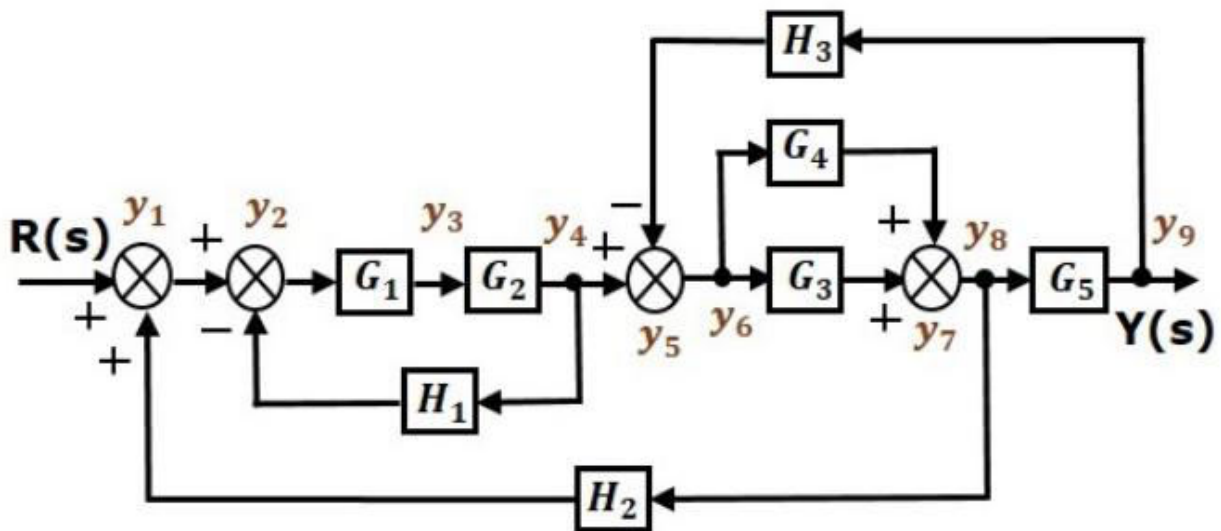 H₃
G₄
R(s)
y₁
+
y₂
G₁
y₃
G₂
y₄
+
−
y₅
y₆
G₃
+
+
y₇
y₈
G₅
y₉
Y(s)
+
+
−
H₁
H₂